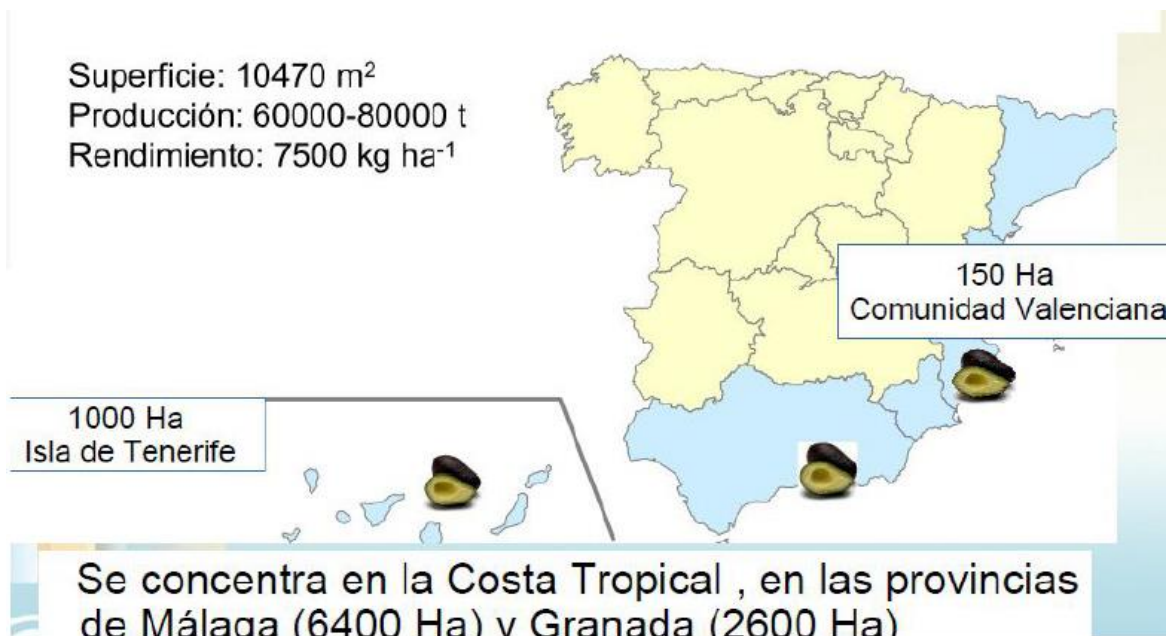 Superficie: 10470 m²
Producción: 60000-80000 t
Rendimiento: 7500 kg ha⁻¹
150 Ha
Comunidad Valenciana
1000 Ha
Isla de Tenerife
Se concentra en la Costa Tropical , en las provincias
de Málaga (6400 Ha) y Granada (2600 Ha)